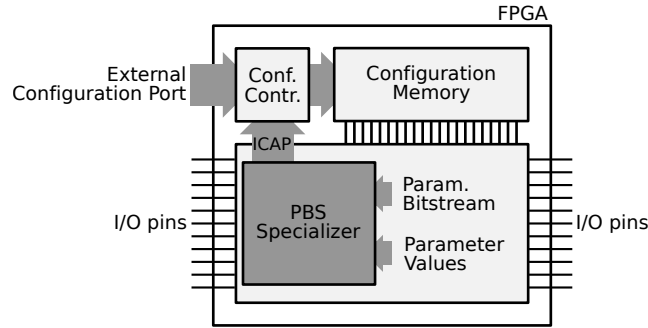 FPGA
External
Configuration Port
Conf.
Contr.
Configuration
Memory
ICAP
I/O pins
PBS
Specializer
Param.
Bitstream
Parameter
Values
I/O pins